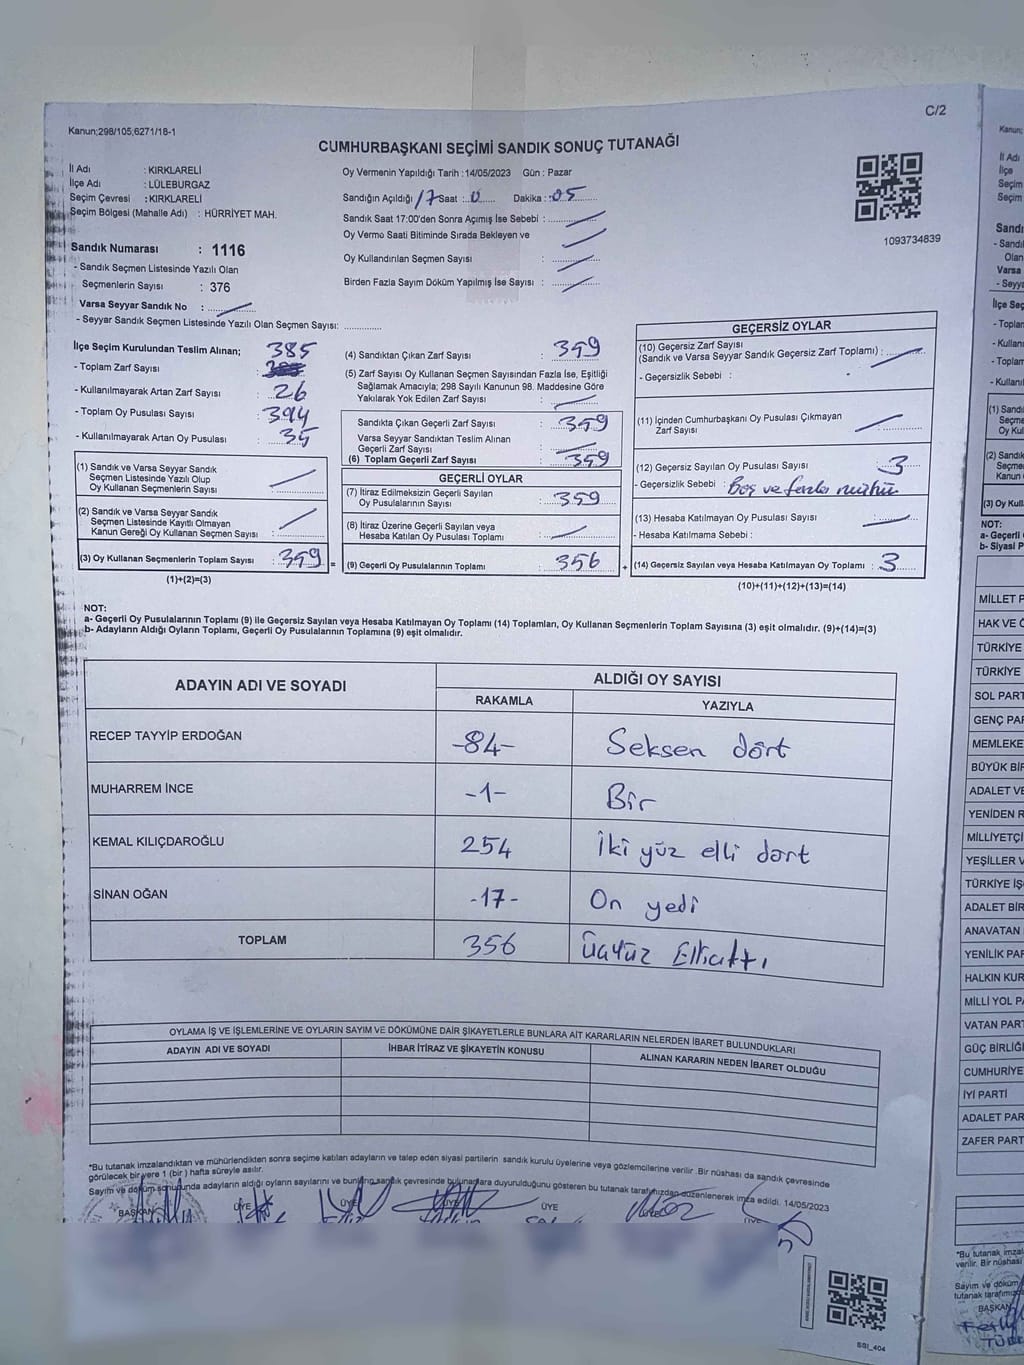 C/2
Kanun;298/105,6271/18-1
CUMHURBAŞKANI SEÇİMİ SANDIK SONUÇ TUTANAĞI
İl Adı : KIRKLARELİ
İlçe Adı : LÜLEBURGAZ
Seçim Çevresi : KIRKLARELİ
Seçim Bölgesi (Mahalle Adı) : HÜRRİYET MAH.
Sandık Numarası : 1116
- Sandık Seçmen Listesinde Yazılı Olan
Seçmenlerin Sayısı : 376
Varsa Seyyar Sandık No :
- Seyyar Sandık Seçmen Listesinde Yazılı Olan Seçmen Sayısı:
Oy Vermenin Yapıldığı Tarih :14/05/2023 Gün : Pazar
Sandığın Açıldığı 17 Saat : 0 Dakika : 05
Sandık Saat 17:00'den Sonra Açımış İse Sebebi :
Oy Verme Saati Bitiminde Sırada Bekleyen ve
Oy Kullandırılan Seçmen Sayısı :
Birden Fazla Sayım Döküm Yapılmış İse Sayısı :
1093734839
İlçe Seçim Kurulundan Teslim Alınan; 385
- Toplam Zarf Sayısı :
- Kullanılmayarak Artan Zarf Sayısı : 26
- Toplam Oy Pusulası Sayısı : 394
- Kullanılmayarak Artan Oy Pusulası : 35
(1) Sandık ve Varsa Seyyar Sandık
Seçmen Listesinde Yazılı Olup
Oy Kullanan Seçmenlerin Sayısı :
(2) Sandık ve Varsa Seyyar Sandık
Seçmen Listesinde Kayıtlı Olmayan
Kanun Gereği Oy Kullanan Seçmen Sayısı :
(3) Oy Kullanan Seçmenlerin Toplam Sayısı : 359 =
(1)+(2)=(3)
(4) Sandıktan Çıkan Zarf Sayısı : 359
(5) Zarf Sayısı Oy Kullanan Seçmen Sayısından Fazla İse, Eşitliği
Sağlamak Amacıyla; 298 Sayılı Kanunun 98. Maddesine Göre
Yakılarak Yok Edilen Zarf Sayısı :
Sandıkta Çıkan Geçerli Zarf Sayısı : 359
Varsa Seyyar Sandıktan Teslim Alınan
Geçerli Zarf Sayısı :
(6) Toplam Geçerli Zarf Sayısı : 359
GEÇERLİ OYLAR
(7) İtiraz Edilmeksizin Geçerli Sayılan
Oy Pusulalarının Sayısı : 359
(8) İtiraz Üzerine Geçerli Sayılan veya
Hesaba Katılan Oy Pusulası Toplamı :
(9) Geçerli Oy Pusulalarının Toplamı : 356 +
GEÇERSİZ OYLAR
(10) Geçersiz Zarf Sayısı
(Sandık ve Varsa Seyyar Sandık Geçersiz Zarf Toplamı) :
- Geçersizlik Sebebi :
(11) İçinden Cumhurbaşkanı Oy Pusulası Çıkmayan
Zarf Sayısı :
(12) Geçersiz Sayılan Oy Pusulası Sayısı : 3
- Geçersizlik Sebebi : Boş ve fazla mühür
(13) Hesaba Katılmayan Oy Pusulası Sayısı :
- Hesaba Katılmama Sebebi :
(14) Geçersiz Sayılan veya Hesaba Katılmayan Oy Toplamı : 3
(10)+(11)+(12)+(13)=(14)
NOT:
a- Geçerli Oy Pusulalarının Toplamı (9) ile Geçersiz Sayılan veya Hesaba Katılmayan Oy Toplamı (14) Toplamları, Oy Kullanan Seçmenlerin Toplam Sayısına (3) eşit olmalıdır. (9)+(14)=(3)
b- Adayların Aldığı Oyların Toplamı, Geçerli Oy Pusulalarının Toplamına (9) eşit olmalıdır.
ADAYIN ADI VE SOYADI
ALDIĞI OY SAYISI
RAKAMLA YAZIYLA
RECEP TAYYİP ERDOĞAN -84- Seksen dört
MUHARREM İNCE -1- Bir
KEMAL KILIÇDAROĞLU 254 İki yüz elli dört
SİNAN OĞAN -17- On yedi
TOPLAM 356 Üçyüz Ellialtı
OYLAMA İŞ VE İŞLEMLERİNE VE OYLARIN SAYIM VE DÖKÜMÜNE DAİR ŞİKAYETLERLE BUNLARA AİT KARARLARIN NELERDEN İBARET BULUNDUKLARI
ADAYIN ADI VE SOYADI İHBAR İTİRAZ VE ŞİKAYETİN KONUSU ALINAN KARARIN NEDEN İBARET OLDUĞU
*Bu tutanak imzalandıktan ve mühürlendikten sonra seçime katılan adayların ve talep eden siyasi partilerin sandık kurulu üyelerine veya gözlemcilerine verilir. Bir nüshası da sandık çevresinde
görülecek bir yere 1 (bir) hafta süreyle asılır.
Sayım ve döküm sonucunda adayların aldığı oyların sayılarını ve bunların sandık çevresinde bulunanlara duyurulduğunu gösteren bu tutanak tarafımızdan düzenlenerek imza edildi. 14/05/2023
BAŞKAN ÜYE ÜYE ÜYE ÜYE ÜYE ÜYE
SSI_404
Kanun;
İl Adı
İlçe
Seçim
Seçim
MİLLET P
HAK VE Ö
TÜRKİYE
TÜRKİYE
SOL PART
GENÇ PAR
MEMLEKE
BÜYÜK BİR
ADALET VE
YENİDEN R
MİLLİYETÇİ
YEŞİLLER V
TÜRKİYE İŞ
ADALET BİR
ANAVATAN
YENİLİK PAR
HALKIN KUR
MİLLİ YOL P
VATAN PART
GÜÇ BİRLİĞİ
CUMHURİYE
İYİ PARTİ
ADALET PAR
ZAFER PART
*Bu tutanak imzal
verilir. Bir nüshası
Sayım ve döküm
tutanak tarafımız
BAŞKAN